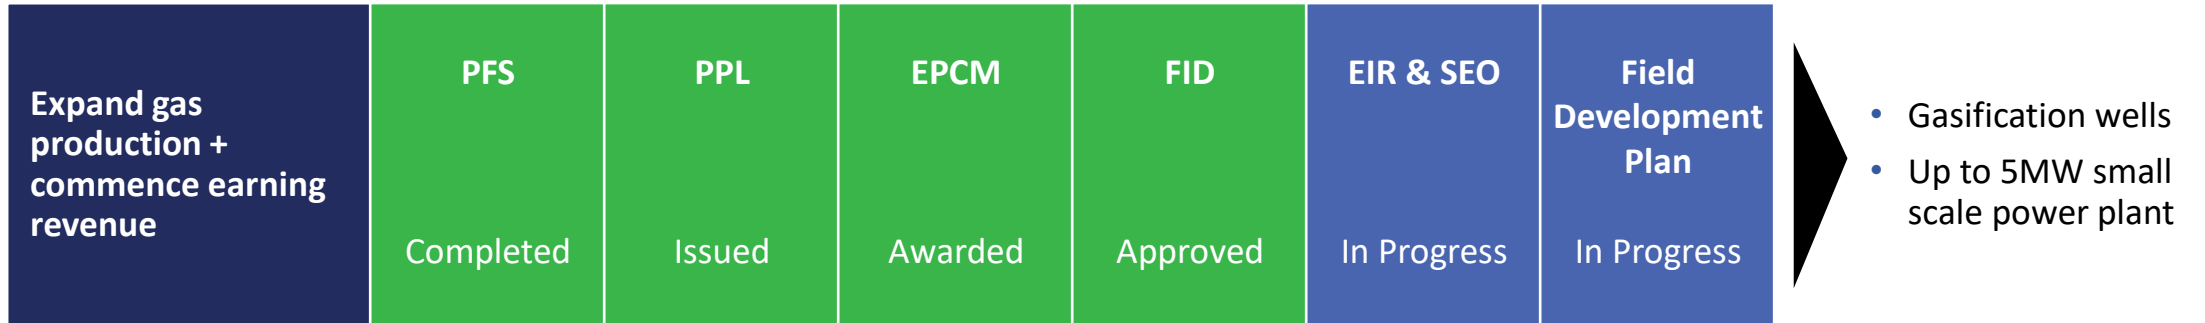 Expand gas
production +
commence earning
revenue
PFS
Completed
PPL
Issued
EPCM
Awarded
FID
Approved
EIR & SEO
In Progress
Field
Development
Plan
In Progress
• Gasification wells
• Up to 5MW small
scale power plant